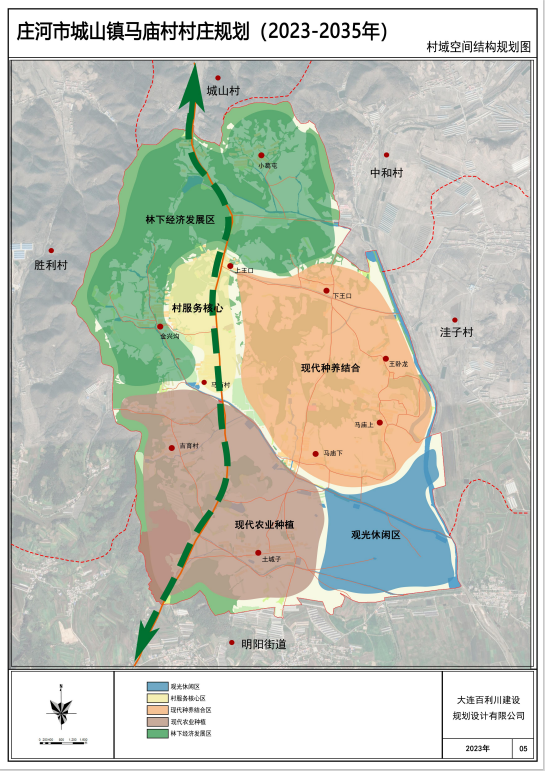 庄河市城山镇马庙村村庄规划（2023-2035年）
村域空间结构规划图
城山村
小葛屯
中和村
林下经济发展区
胜利村
上王口
下王口
村服务核心
洼子村
金兴沟
王卧龙
现代种养结合
马庙上
吉育村
马庙下
现代农业种植
观光休闲区
土城子
明阳街道
N
观光休闲区
村服务核心区
现代种养结合区
现代农业种植
林下经济发展区
大连百利川建设
规划设计有限公司
2023年
05